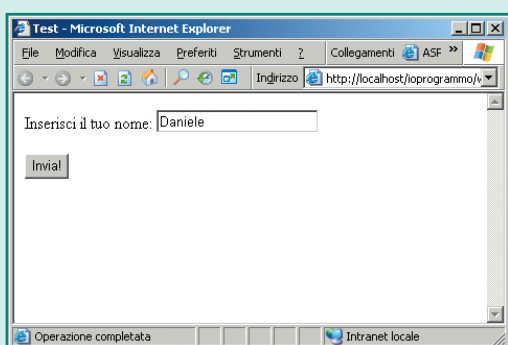 Test - Microsoft Internet Explorer
File Modifica Visualizza Preferiti Strumenti ? Collegamenti ASF »
Indirizzo http://localhost/ioprogrammo/
Inserisci il tuo nome: Daniele
Invia!
Operazione completata Intranet locale